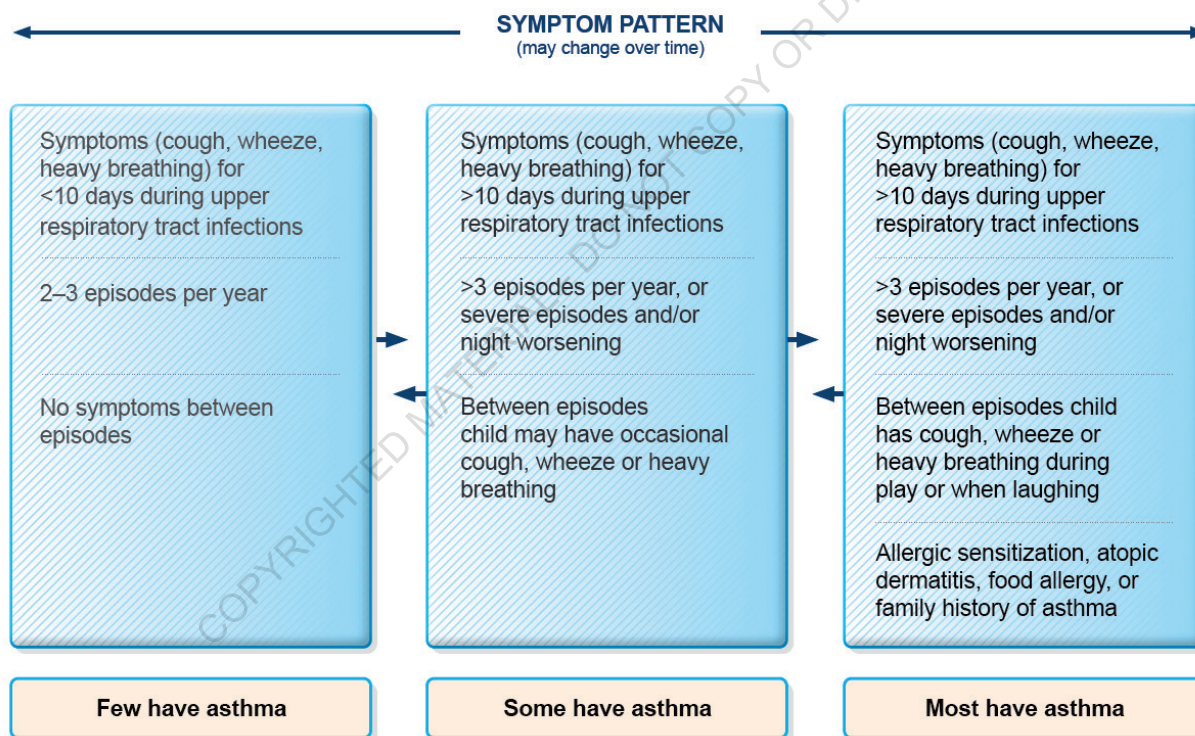 SYMPTOM PATTERN
(may change over time)
Symptoms (cough, wheeze,
heavy breathing) for
<10 days during upper
respiratory tract infections
2–3 episodes per year
No symptoms between
episodes
Few have asthma
Symptoms (cough, wheeze,
heavy breathing) for
>10 days during upper
respiratory tract infections
>3 episodes per year, or
severe episodes and/or
night worsening
Between episodes
child may have occasional
cough, wheeze or heavy
breathing
Some have asthma
Symptoms (cough, wheeze,
heavy breathing) for
>10 days during upper
respiratory tract infections
>3 episodes per year, or
severe episodes and/or
night worsening
Between episodes child
has cough, wheeze or
heavy breathing during
play or when laughing
Allergic sensitization, atopic
dermatitis, food allergy, or
family history of asthma
Most have asthma
COPYRIGHTED MATERIAL - DO NOT COPY OR